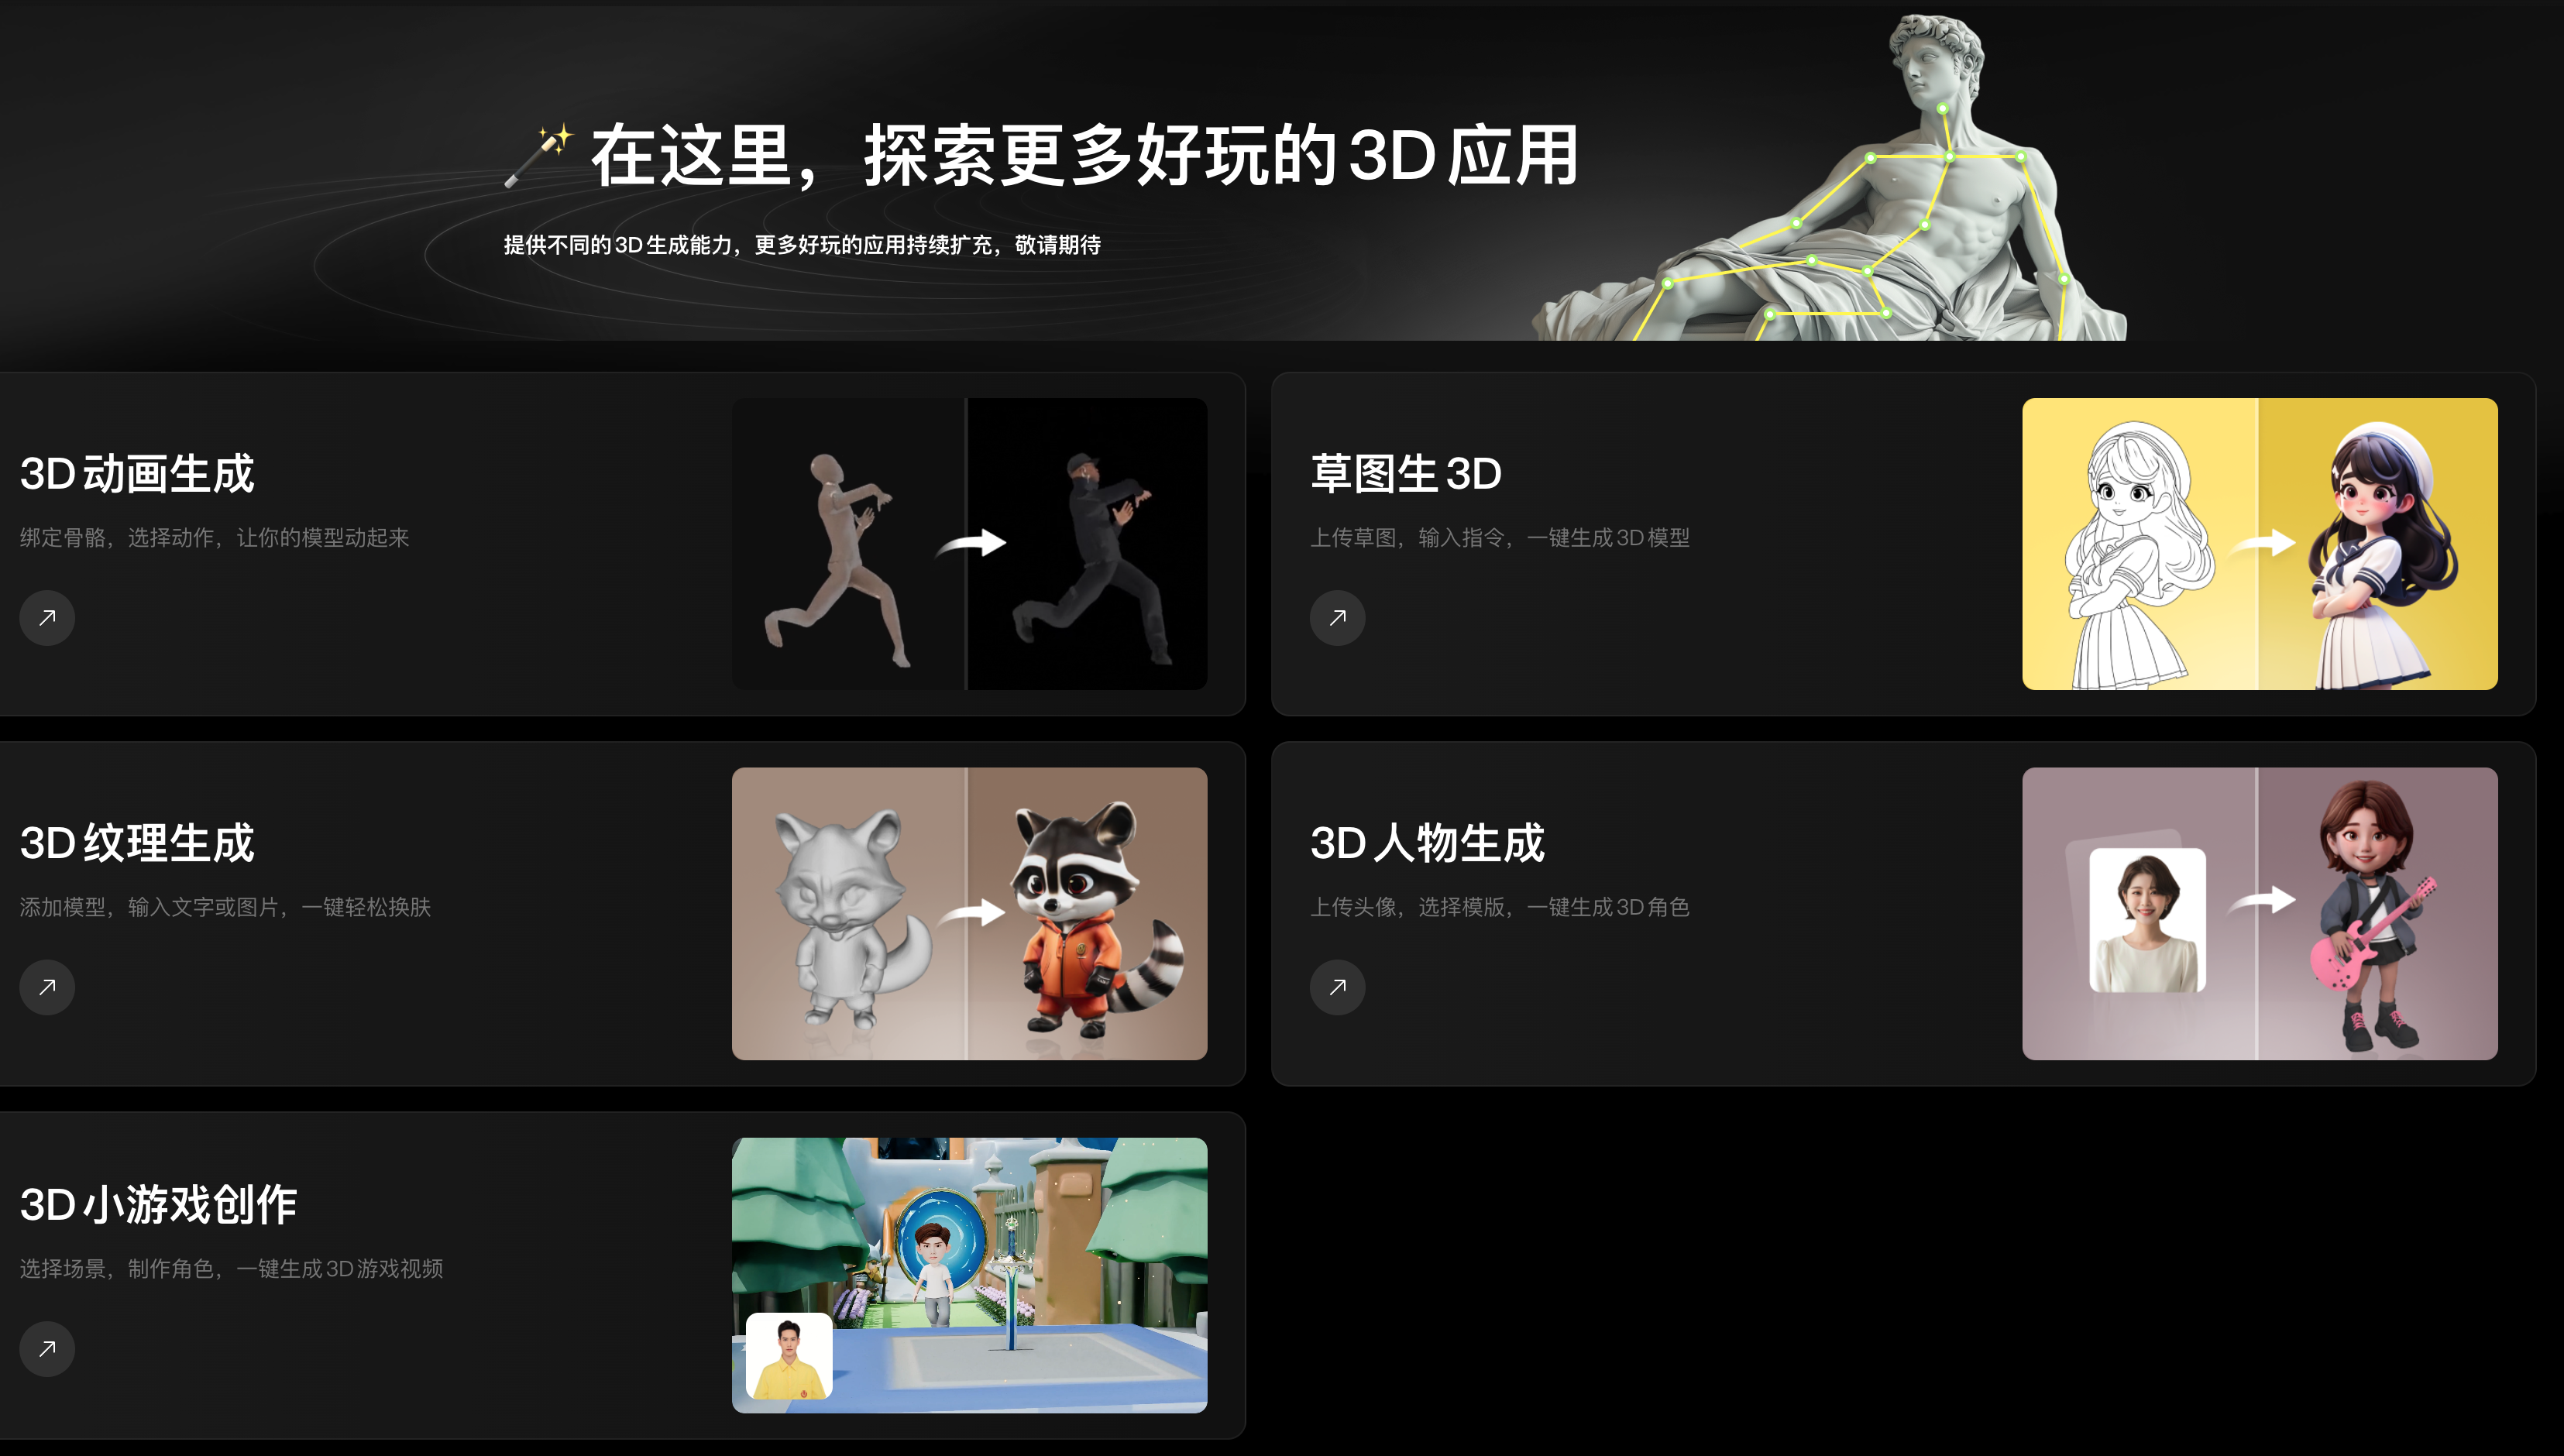 在这里，探索更多好玩的3D应用
提供不同的3D生成能力，更多好玩的应用持续扩充，敬请期待
3D动画生成
绑定骨骼，选择动作，让你的模型动起来
草图生3D
上传草图，输入指令，一键生成3D模型
3D纹理生成
添加模型，输入文字或图片，一键轻松换肤
3D人物生成
上传头像，选择模版，一键生成3D角色
3D小游戏创作
选择场景，制作角色，一键生成3D游戏视频